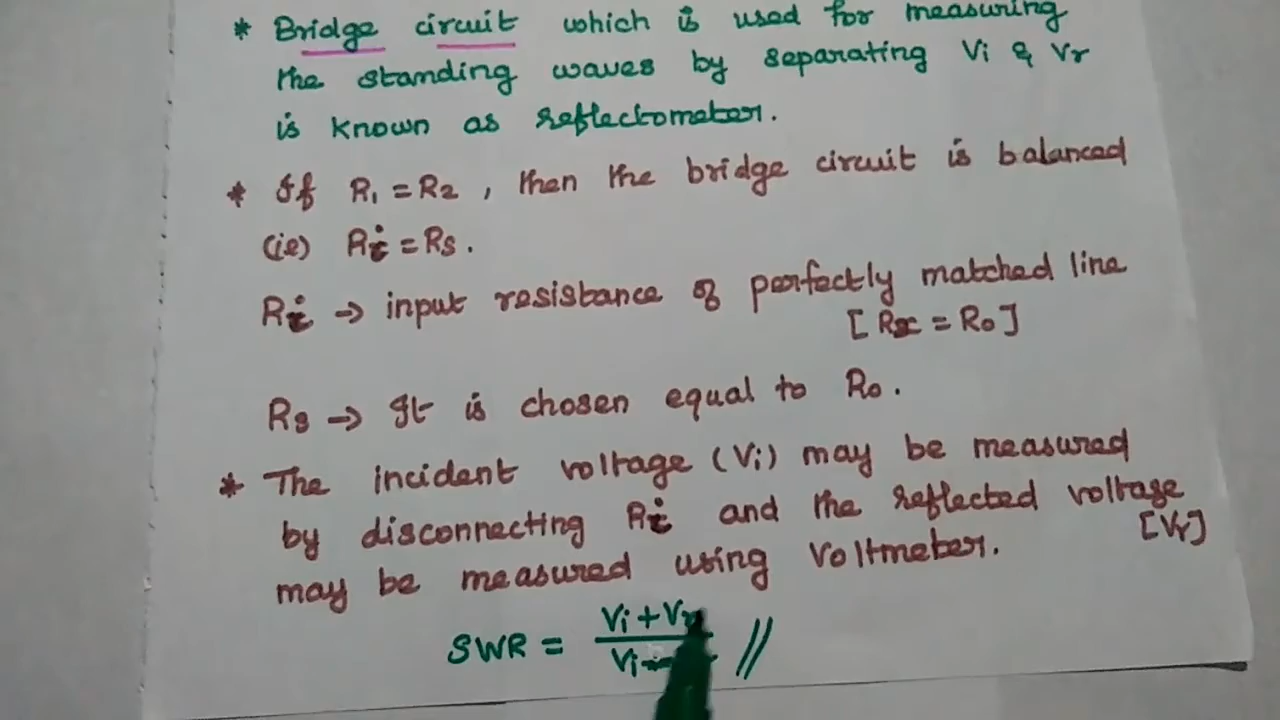 * Bridge circuit which is used for measuring
the standing waves by separating Vi & Vr
is known as reflectometer.
* If R1 = R2, then the bridge circuit is balanced
(ie) Ri = Rs.
Ri → input resistance of perfectly matched line
[Rx = Ro]
Rs → It is chosen equal to Ro.
* The incident voltage (Vi) may be measured
by disconnecting Ri and the reflected voltage
[Vr]
may be measured using Voltmeter.
SWR = Vi + Vr
Vi - //